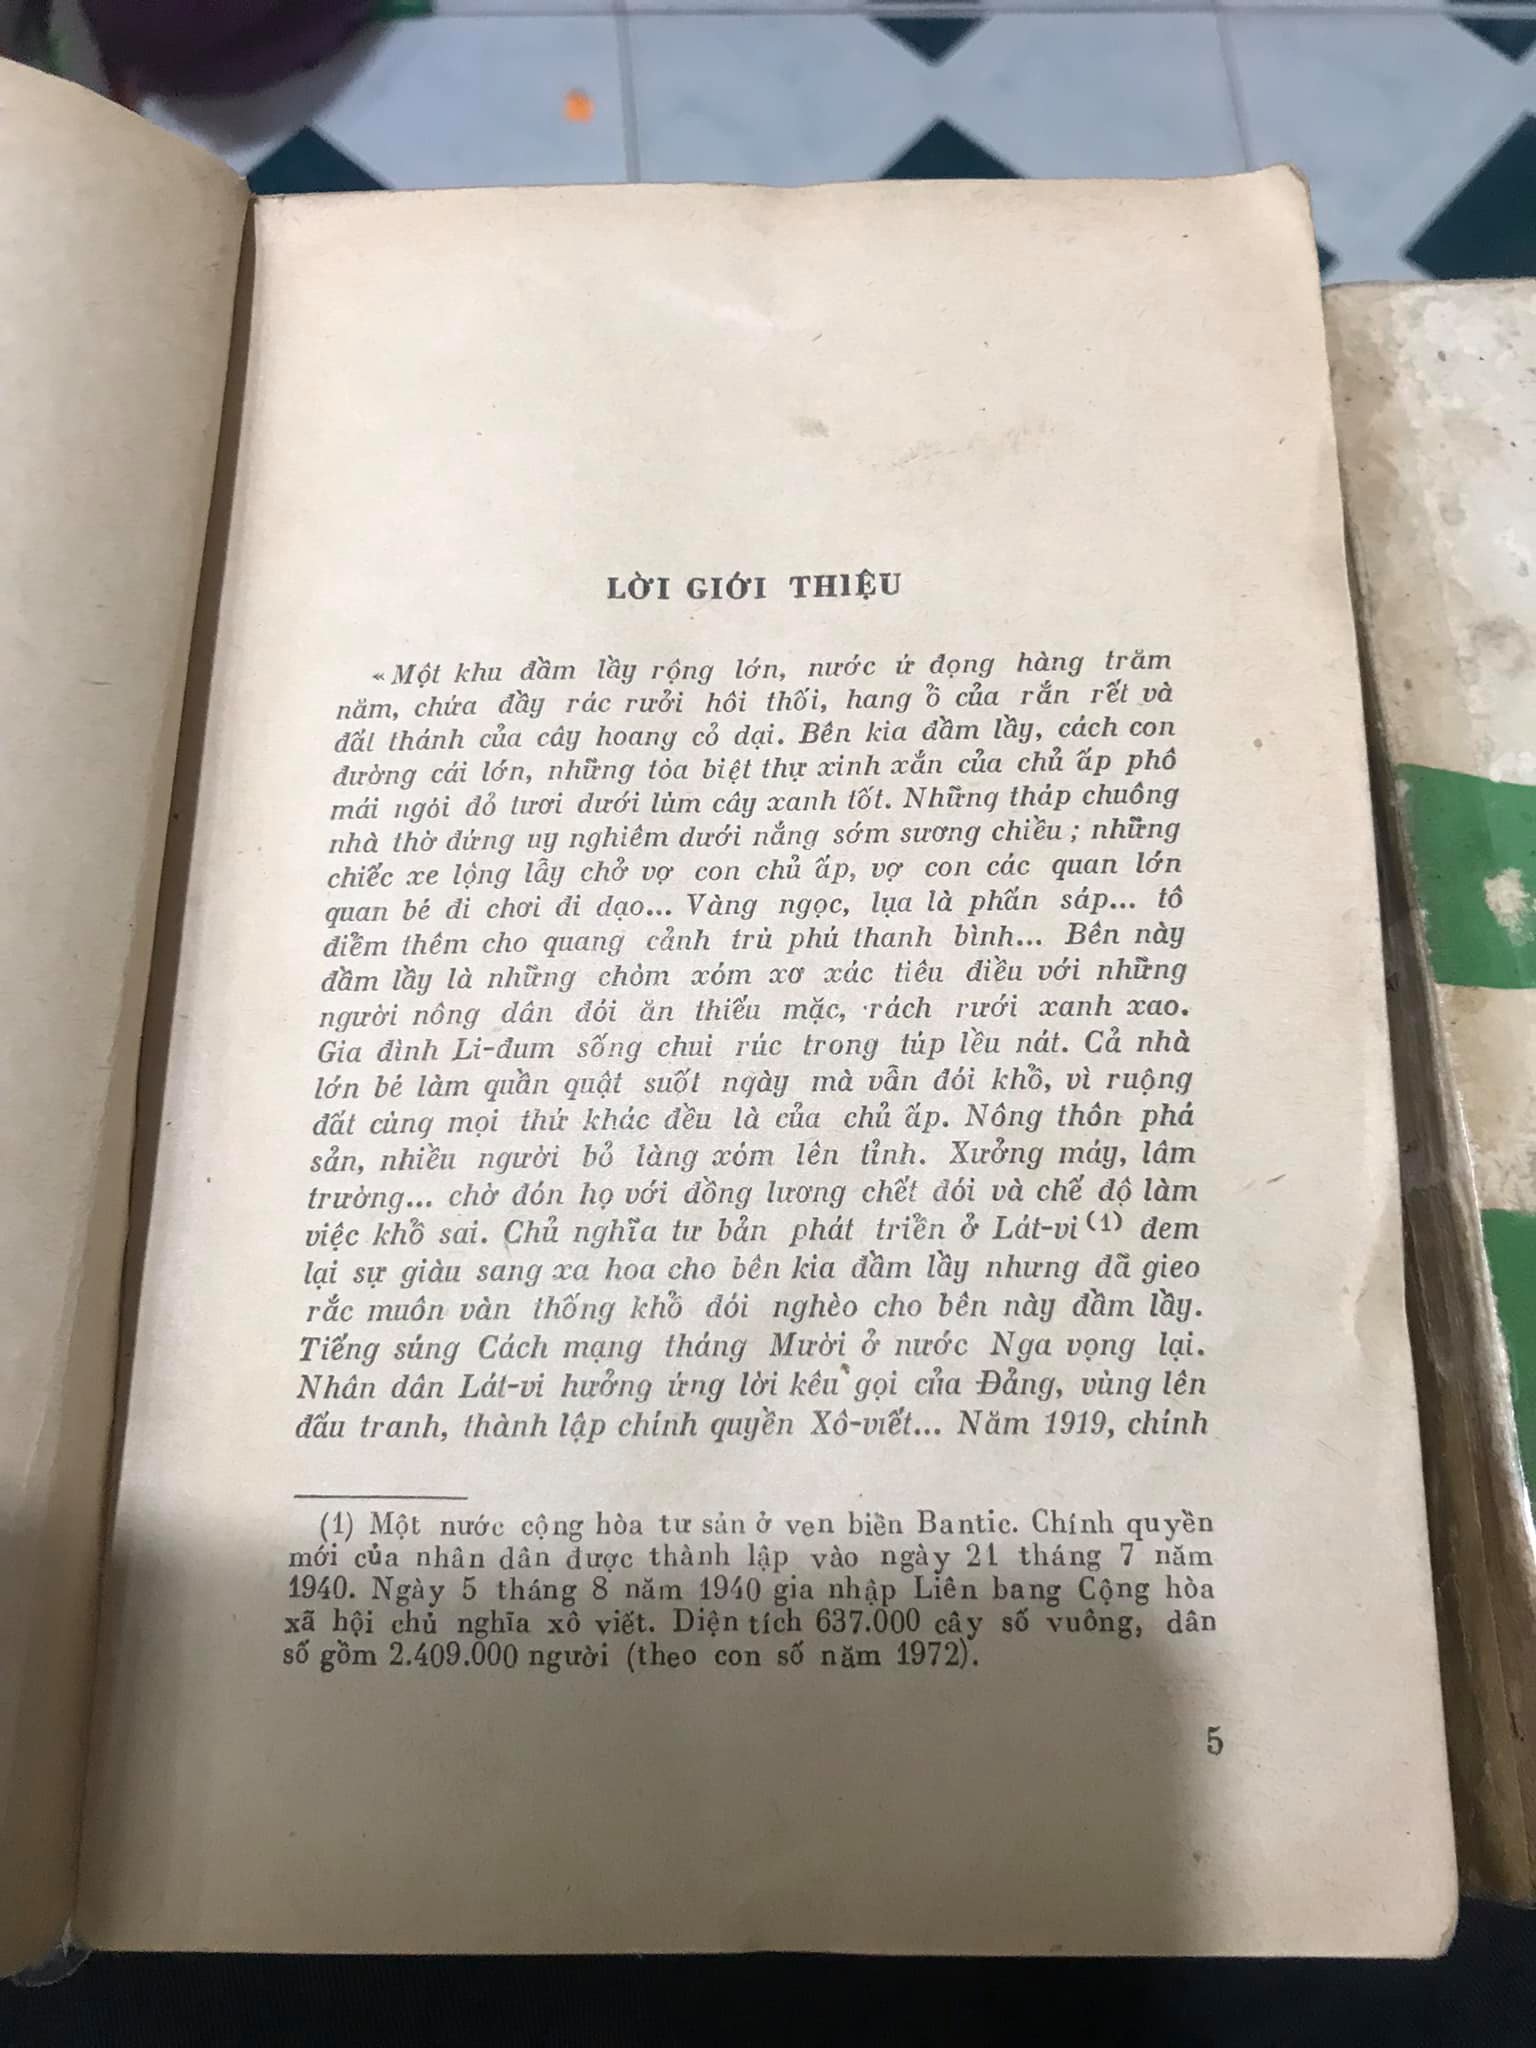 LỜI GIỚI THIỆU
«Một khu đầm lầy rộng lớn, nước ứ đọng hàng trăm
năm, chứa đầy rác rưởi hôi thối, hang ổ của rắn rết và
đất thánh của cây hoang cỏ dại. Bên kia đầm lầy, cách con
đường cái lớn, những tòa biệt thự xinh xắn của chủ ấp phô
mái ngói đỏ tươi dưới lùm cây xanh tốt. Những tháp chuông
nhà thờ đứng uy nghiêm dưới nắng sớm sương chiều ; những
chiếc xe lộng lẫy chở vợ con chủ ấp, vợ con các quan lớn
quan bé đi chơi đi dạo... Vàng ngọc, lụa là phấn sáp... tô
điểm thêm cho quang cảnh trù phú thanh bình... Bên này
đầm lầy là những chòm xóm xơ xác tiêu điều với những
người nông dân đói ăn thiếu mặc, rách rưới xanh xao.
Gia đình Li-đum sống chui rúc trong túp lều nát. Cả nhà
lớn bé làm quần quật suốt ngày mà vẫn đói khổ, vì ruộng
đất cùng mọi thứ khác đều là của chủ ấp. Nông thôn phá
sản, nhiều người bỏ làng xóm lên tỉnh. Xưởng máy, lâm
trường... chờ đón họ với đồng lương chết đói và chế độ làm
việc khổ sai. Chủ nghĩa tư bản phát triển ở Lát-vi (1) đem
lại sự giàu sang xa hoa cho bên kia đầm lầy nhưng đã gieo
rắc muôn vàn thống khổ đói nghèo cho bên này đầm lầy.
Tiếng súng Cách mạng tháng Mười ở nước Nga vọng lại.
Nhân dân Lát-vi hưởng ứng lời kêu gọi của Đảng, vùng lên
đấu tranh, thành lập chính quyền Xô-viết... Năm 1919, chính
(1) Một nước cộng hòa tư sản ở ven biển Bantic. Chính quyền
mới của nhân dân được thành lập vào ngày 21 tháng 7 năm
1940. Ngày 5 tháng 8 năm 1940 gia nhập Liên bang Cộng hòa
xã hội chủ nghĩa xô viết. Diện tích 637.000 cây số vuông, dân
số gồm 2.409.000 người (theo con số năm 1972).
5